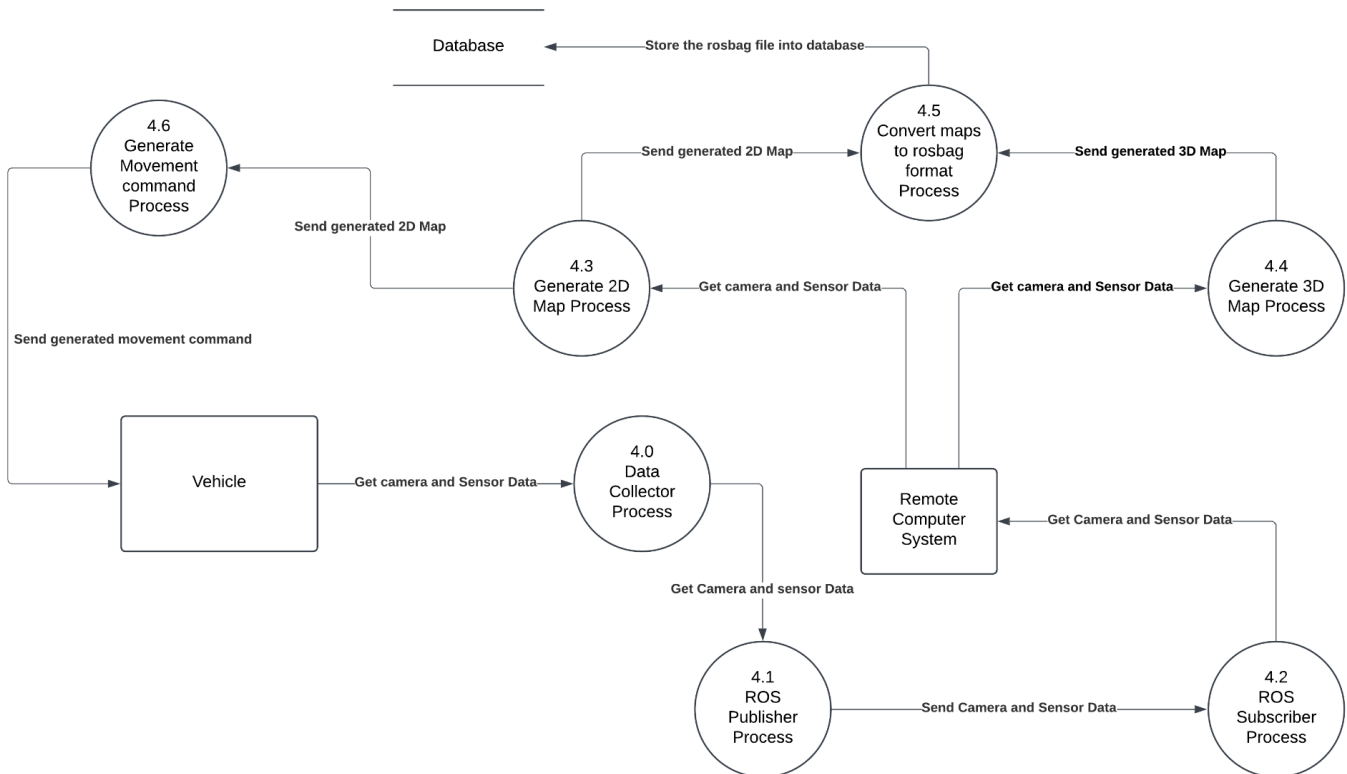 Database
Store the rosbag file into database
4.6
Generate
Movement
command
Process
4.5
Convert maps
to rosbag
format
Process
Send generated 2D Map
Send generated 3D Map
Send generated 2D Map
4.3
Generate 2D
Map Process
Get camera and Sensor Data
Get camera and Sensor Data
4.4
Generate 3D
Map Process
Send generated movement command
Vehicle
Get camera and Sensor Data
4.0
Data
Collector
Process
Remote
Computer
System
Get Camera and Sensor Data
Get Camera and sensor Data
4.1
ROS
Publisher
Process
Send Camera and Sensor Data
4.2
ROS
Subscriber
Process